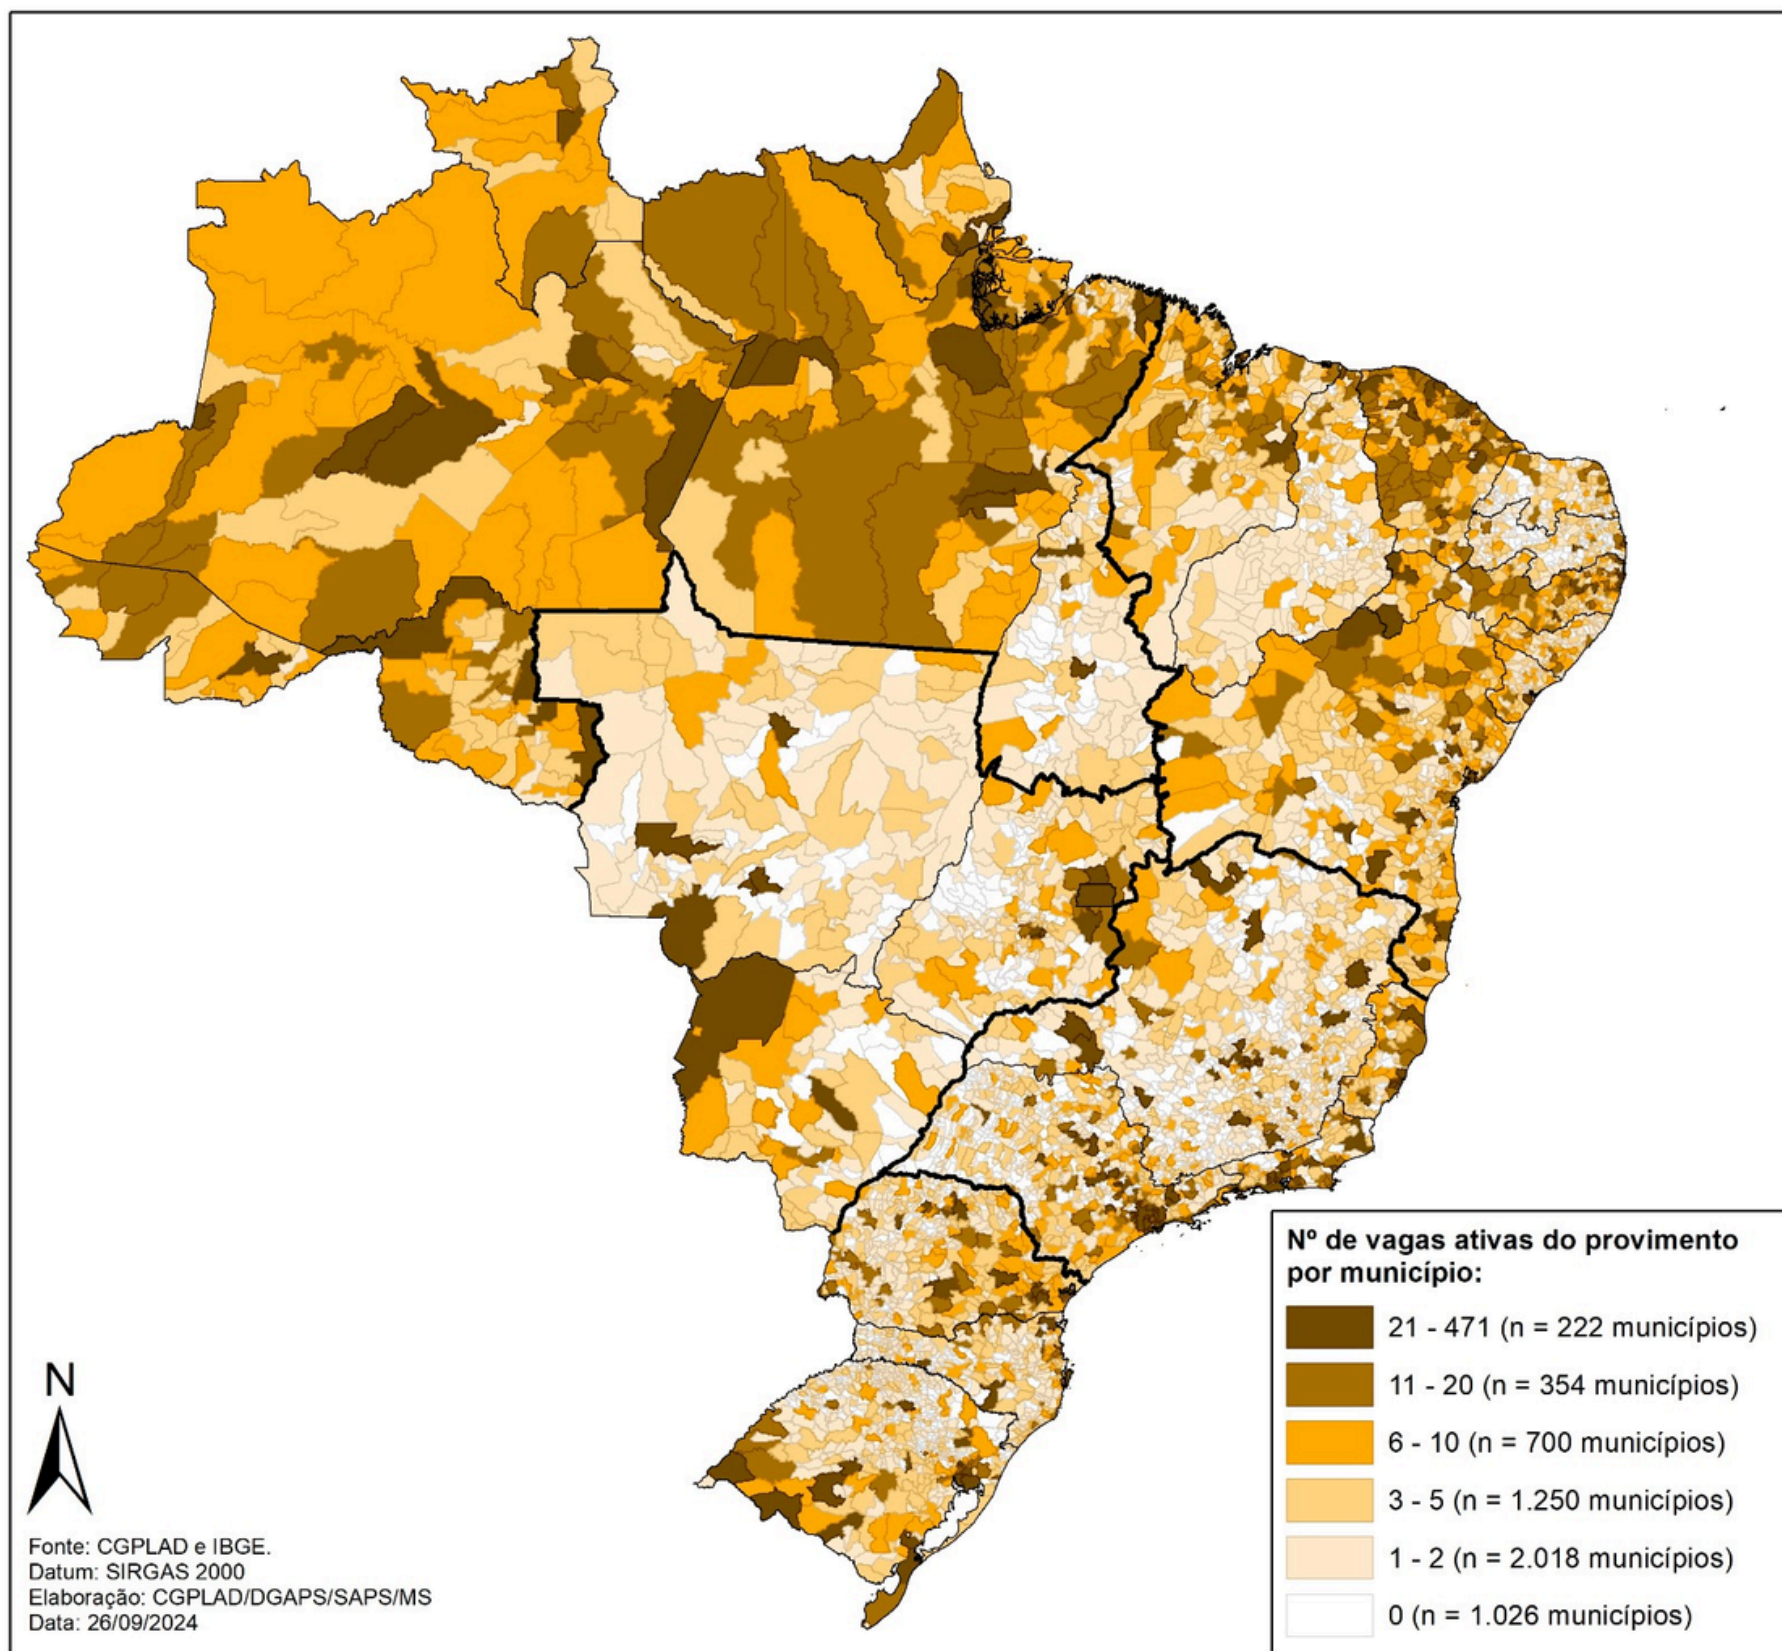 Nº de vagas ativas do provimento
por município:
21 - 471 (n = 222 municípios)
11 - 20 (n = 354 municípios)
6 - 10 (n = 700 municípios)
3 - 5 (n = 1.250 municípios)
1 - 2 (n = 2.018 municípios)
0 (n = 1.026 municípios)
N
Fonte: CGPLAD e IBGE.
Datum: SIRGAS 2000
Elaboração: CGPLAD/DGAPS/SAPS/MS
Data: 26/09/2024